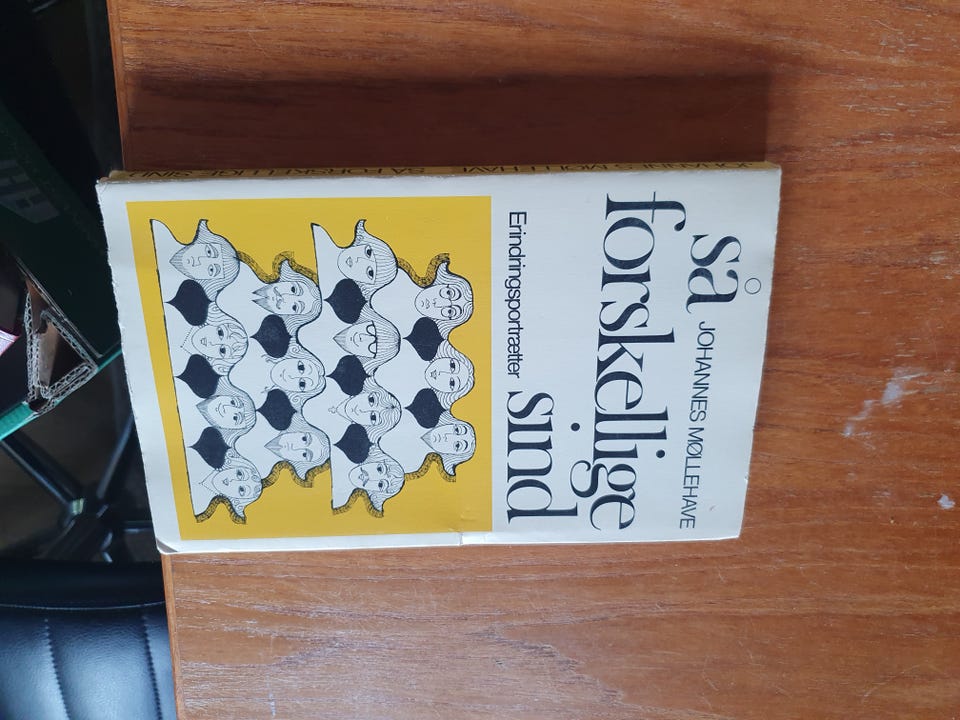 så JOHANNES MØLLEHAVE
forskellige
Erindringsportrætter sind
JOHANNES MØLLEHAVE SÅ FORSKELLIGE SIND